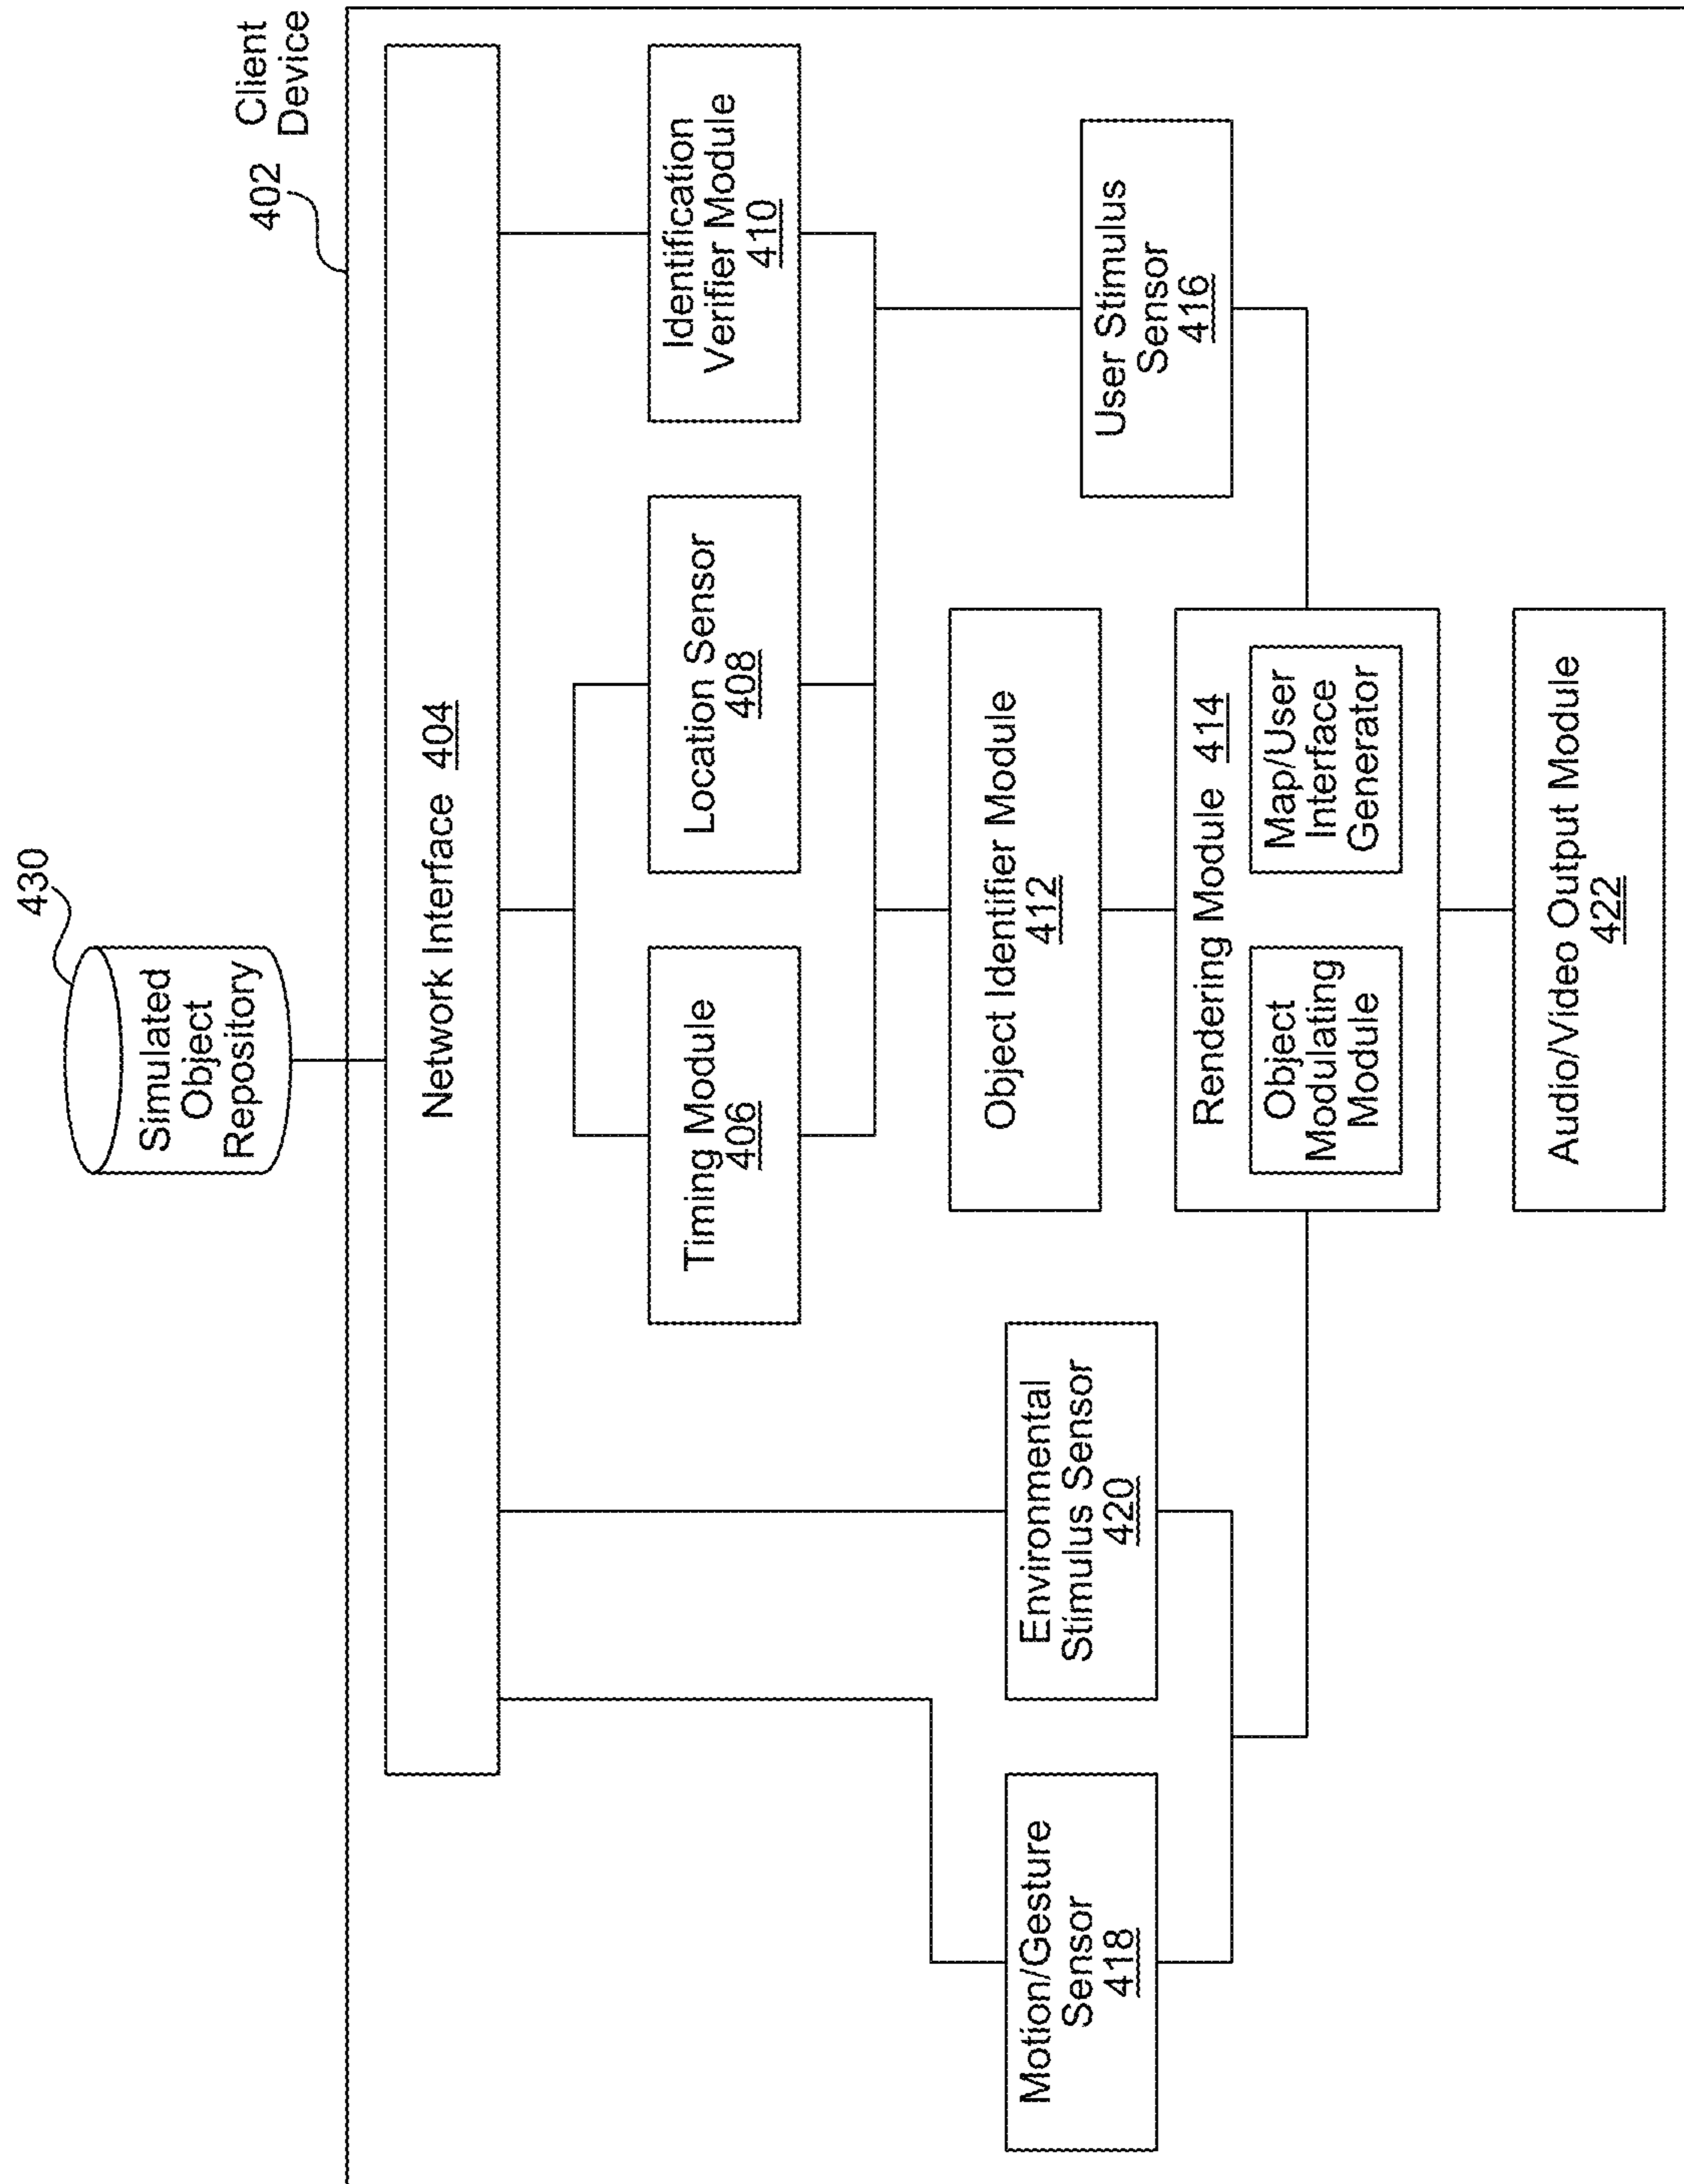 430
Simulated
Object
Repository
402
Client
Device
Network Interface 404
Timing Module
406
Location Sensor
408
Identification
Verifier Module
410
Motion/Gesture
Sensor
418
Environmental
Stimulus Sensor
420
Object Identifier Module
412
User Stimulus
Sensor
416
Rendering Module 414
Object
Modulating
Module
Map/User
Interface
Generator
Audio/Video Output Module
422